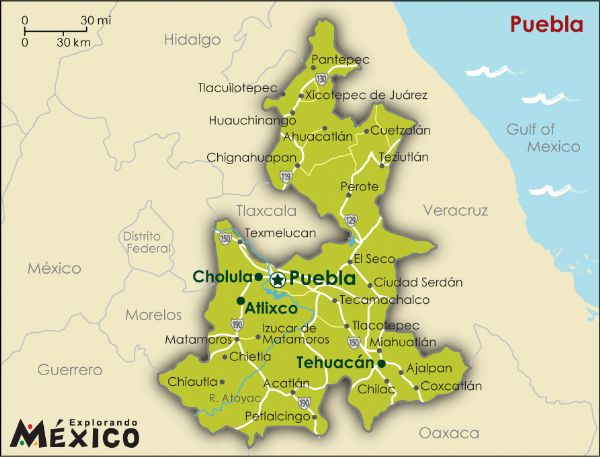 0 30 mi
0 30 km
Puebla
Hidalgo
Pantepec
130
Tlacuilotepec
Xicotepec de Juárez
Huauchinango
Ahuacatlán
Cuetzalán
Gulf of
Mexico
Chignahuapan
Teziutlán
119
Perote
Tlaxcala
129
Veracruz
150
Texmelucan
Distrito
Federal
El Seco
México
Cholula
Puebla
Ciudad Serdán
Atlixco
Tecamachalco
Morelos
190
Izucar de
Matamoros
Tlacotepec
Matamoros
150
Miahuatlán
Chietla
Tehuacán
Ajalpan
Guerrero
Chiautla
Acatlán
Chilac
Coxcatlán
R. Atoyac
190
Petlalcingo
Explorando
MÉXICO
Oaxaca